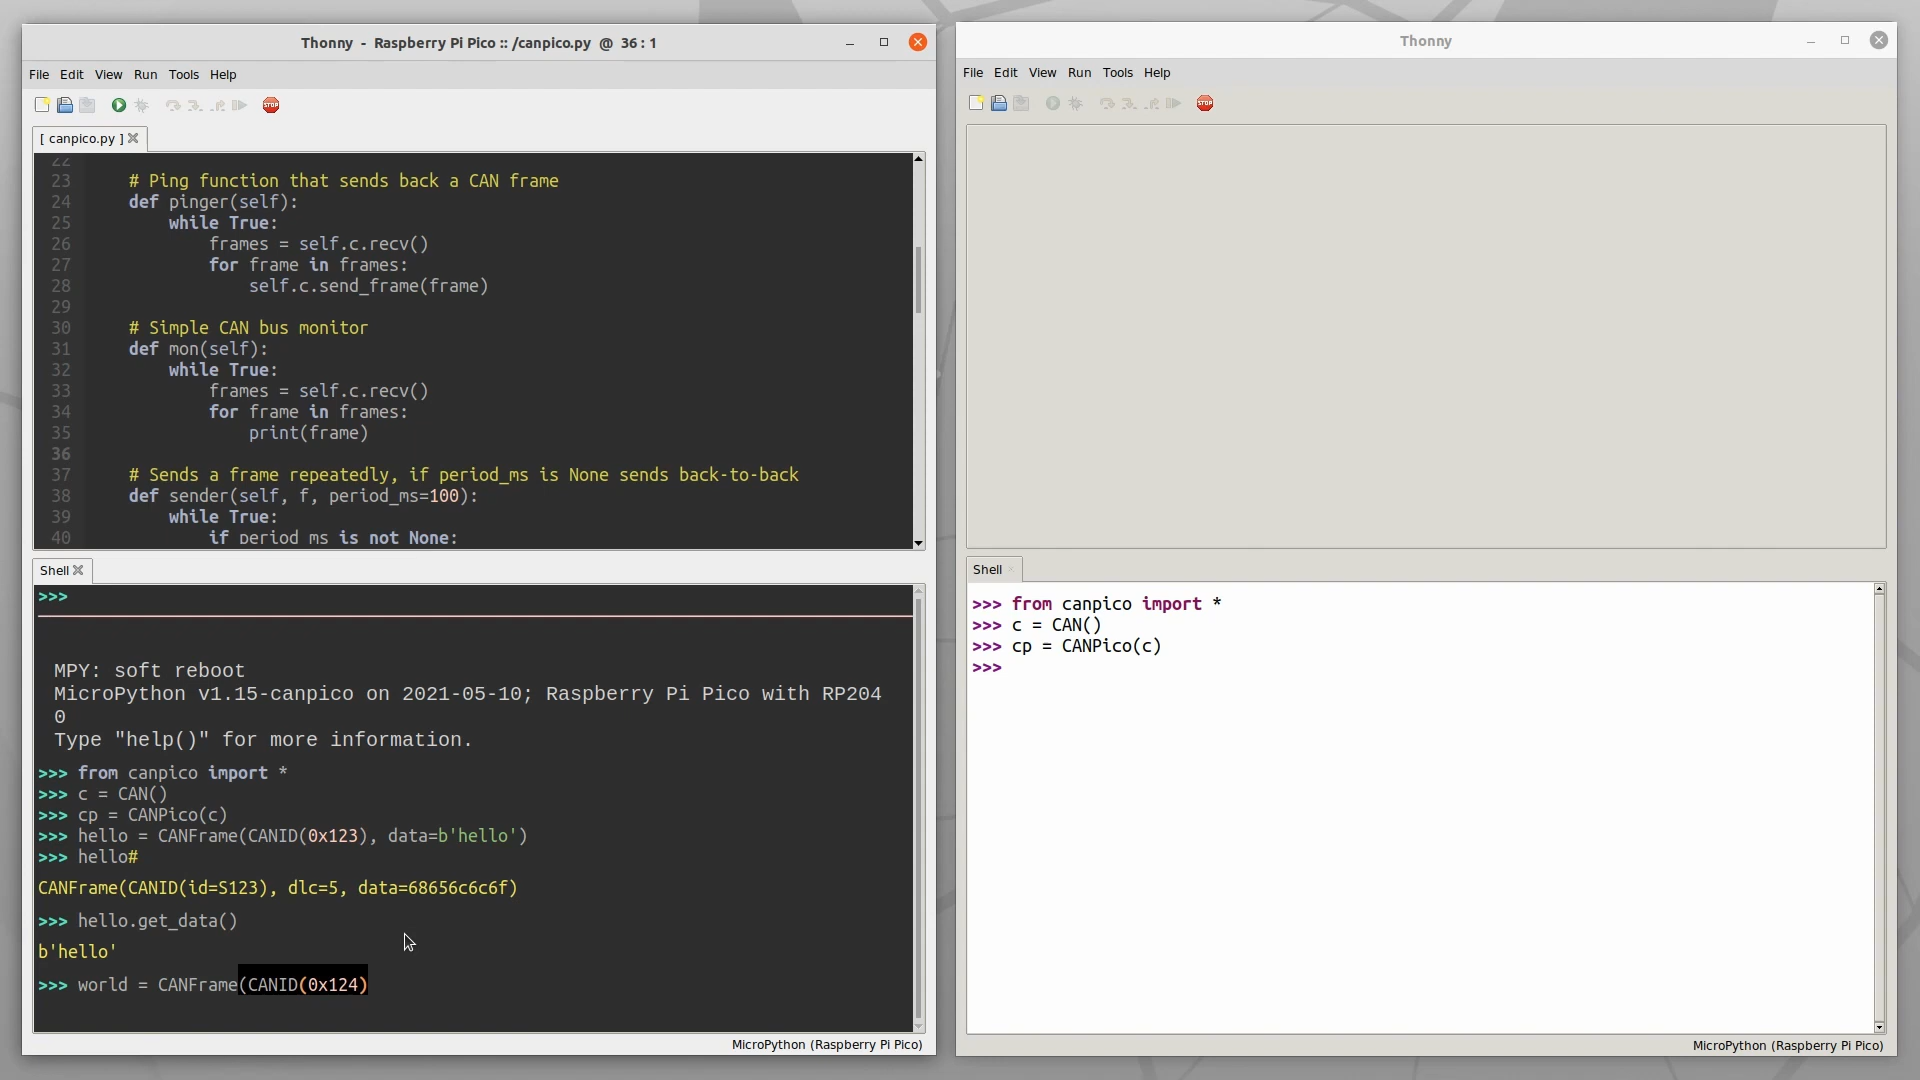 Thonny - Raspberry Pi Pico :: /canpico.py @ 36 : 1
File Edit View Run Tools Help
STOP
[ canpico.py ]
22
23 # Ping function that sends back a CAN frame
24 def pinger(self):
25 while True:
26 frames = self.c.recv()
27 for frame in frames:
28 self.c.send_frame(frame)
29
30 # Simple CAN bus monitor
31 def mon(self):
32 while True:
33 frames = self.c.recv()
34 for frame in frames:
35 print(frame)
36
37 # Sends a frame repeatedly, if period_ms is None sends back-to-back
38 def sender(self, f, period_ms=100):
39 while True:
40 if period_ms is not None:
Shell
>>>
MPY: soft reboot
MicroPython v1.15-canpico on 2021-05-10; Raspberry Pi Pico with RP204
0
Type "help()" for more information.
>>> from canpico import *
>>> c = CAN()
>>> cp = CANPico(c)
>>> hello = CANFrame(CANID(0x123), data=b'hello')
>>> hello#
CANFrame(CANID(id=S123), dlc=5, data=68656c6c6f)
>>> hello.get_data()
b'hello'
>>> world = CANFrame(CANID(0x124)
MicroPython (Raspberry Pi Pico)
Thonny
File Edit View Run Tools Help
STOP
Shell
>>> from canpico import *
>>> c = CAN()
>>> cp = CANPico(c)
>>>
MicroPython (Raspberry Pi Pico)